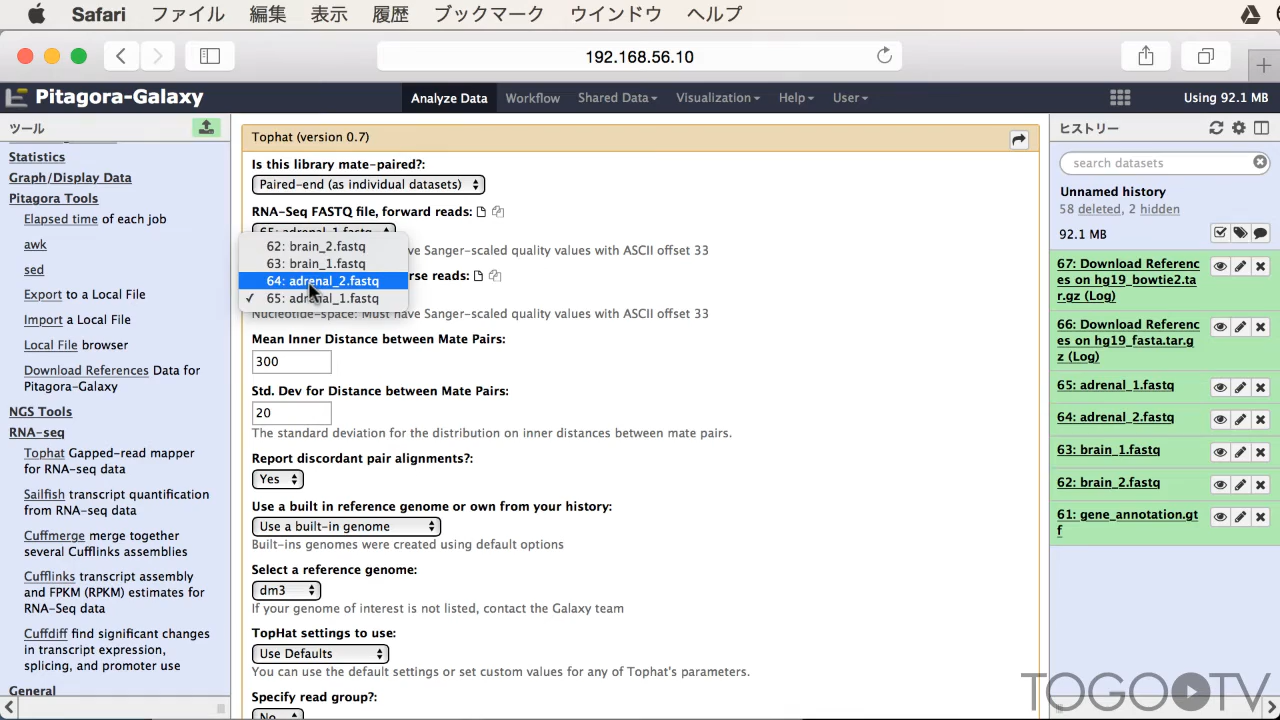 Safari ファイル 編集 表示 履歴 ブックマーク ウインドウ ヘルプ
192.168.56.10
Pitagora-Galaxy
Analyze Data Workflow Shared Data Visualization Help User
Using 92.1 MB
ツール
Statistics
Graph/Display Data
Pitagora Tools
Elapsed time of each job
awk
sed
Export to a Local File
Import a Local File
Local File browser
Download References Data for
Pitagora-Galaxy
NGS Tools
RNA-seq
Tophat Gapped-read mapper
for RNA-seq data
Sailfish transcript quantification
from RNA-seq data
Cuffmerge merge together
several Cufflinks assemblies
Cufflinks transcript assembly
and FPKM (RPKM) estimates for
RNA-Seq data
Cuffdiff find significant changes
in transcript expression,
splicing, and promoter use
General
Tophat (version 0.7)
Is this library mate-paired?:
Paired-end (as individual datasets)
RNA-Seq FASTQ file, forward reads:
65: adrenal_1.fastq
62: brain_2.fastq
63: brain_1.fastq
64: adrenal_2.fastq
✓ 65: adrenal_1.fastq
ve Sanger-scaled quality values with ASCII offset 33
rse reads:
Nucleotide-space: Must have Sanger-scaled quality values with ASCII offset 33
Mean Inner Distance between Mate Pairs:
300
Std. Dev for Distance between Mate Pairs:
20
The standard deviation for the distribution on inner distances between mate pairs.
Report discordant pair alignments?:
Yes
Use a built in reference genome or own from your history:
Use a built-in genome
Built-ins genomes were created using default options
Select a reference genome:
dm3
If your genome of interest is not listed, contact the Galaxy team
TopHat settings to use:
Use Defaults
You can use the default settings or set custom values for any of Tophat's parameters.
Specify read group?:
No
ヒストリー
search datasets
Unnamed history
58 deleted, 2 hidden
92.1 MB
67: Download Referenc
es on hg19_bowtie2.ta
r.gz (Log)
66: Download Referenc
es on hg19_fasta.tar.g
z (Log)
65: adrenal_1.fastq
64: adrenal_2.fastq
63: brain_1.fastq
62: brain_2.fastq
61: gene_annotation.gt
f
TOGO TV